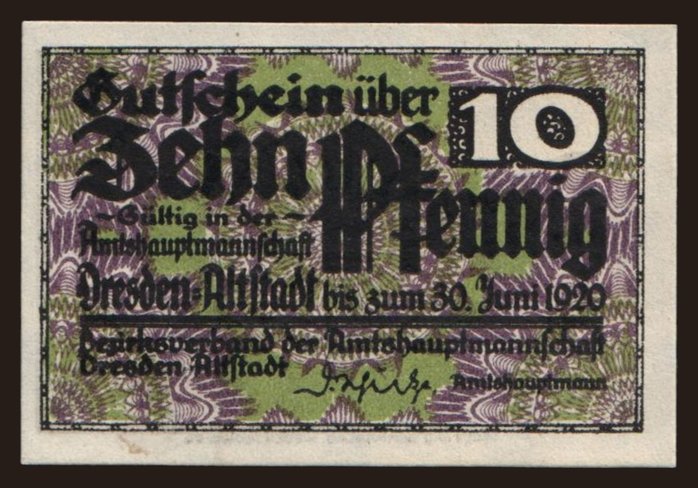 Gutschein über
10
Zehn Pfennig
Gültig in der
Amtshauptmannschaft
Dresden-Altstadt bis zum 30. Juni 1920
Bezirksverband der Amtshauptmannschaft
Dresden-Altstadt
Amtshauptmann